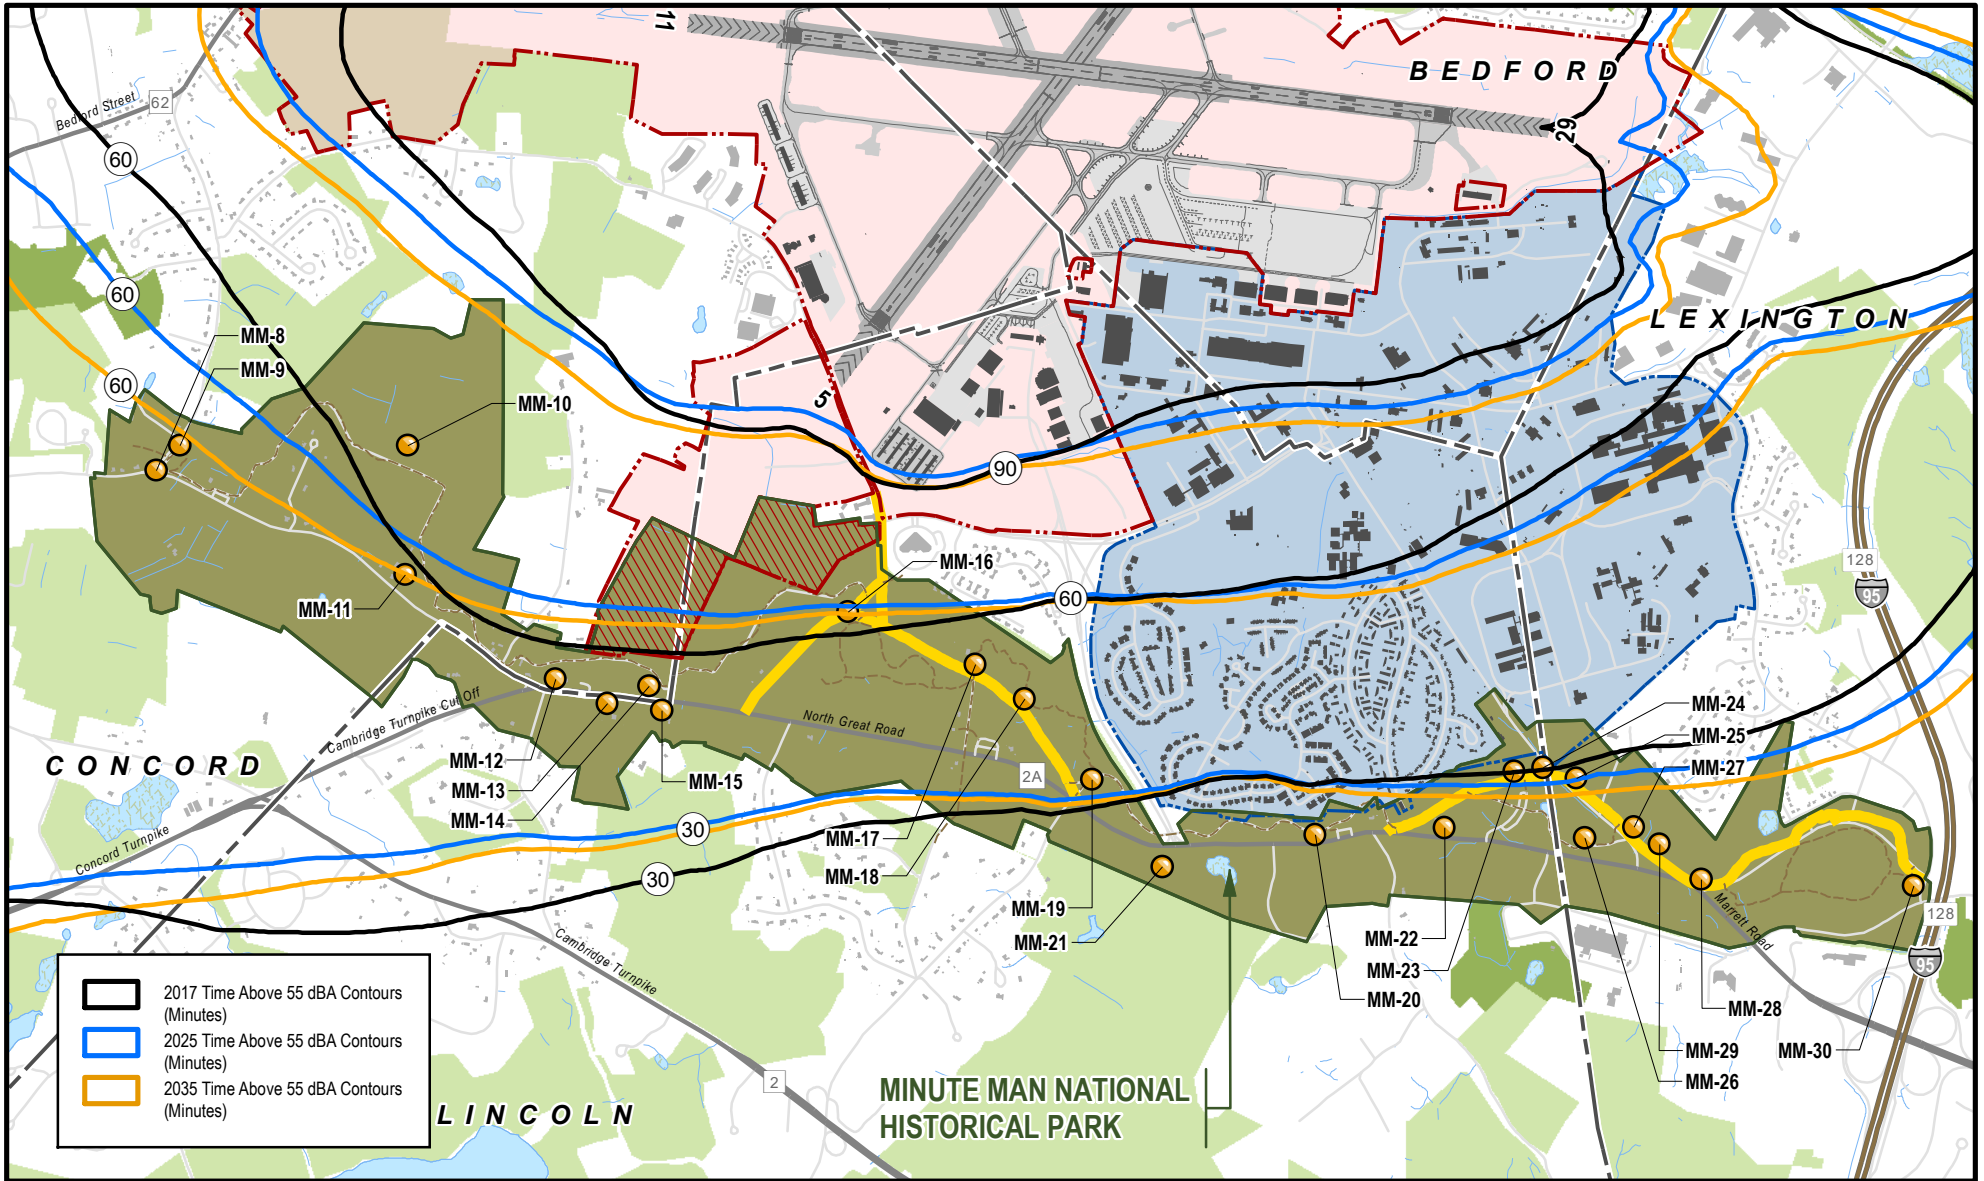 11
BEDFORD
Bedford Street
62
29
60
60
60
LEXINGTON
MM-8
MM-9
MM-10
5
90
MM-11
MM-16
60
128
95
CONCORD
Cambridge Turnpike Cut Off
North Great Road
2A
MM-12
MM-13
MM-14
MM-15
MM-24
MM-25
MM-27
Concord Turnpike
30
30
MM-17
MM-18
MM-19
MM-21
MM-22
MM-23
MM-20
Marrett Road
128
95
Cambridge Turnpike
MM-28
MM-29
MM-30
MM-26
2
2017 Time Above 55 dBA Contours
(Minutes)
2025 Time Above 55 dBA Contours
(Minutes)
2035 Time Above 55 dBA Contours
(Minutes)
LINCOLN
MINUTE MAN NATIONAL
HISTORICAL PARK